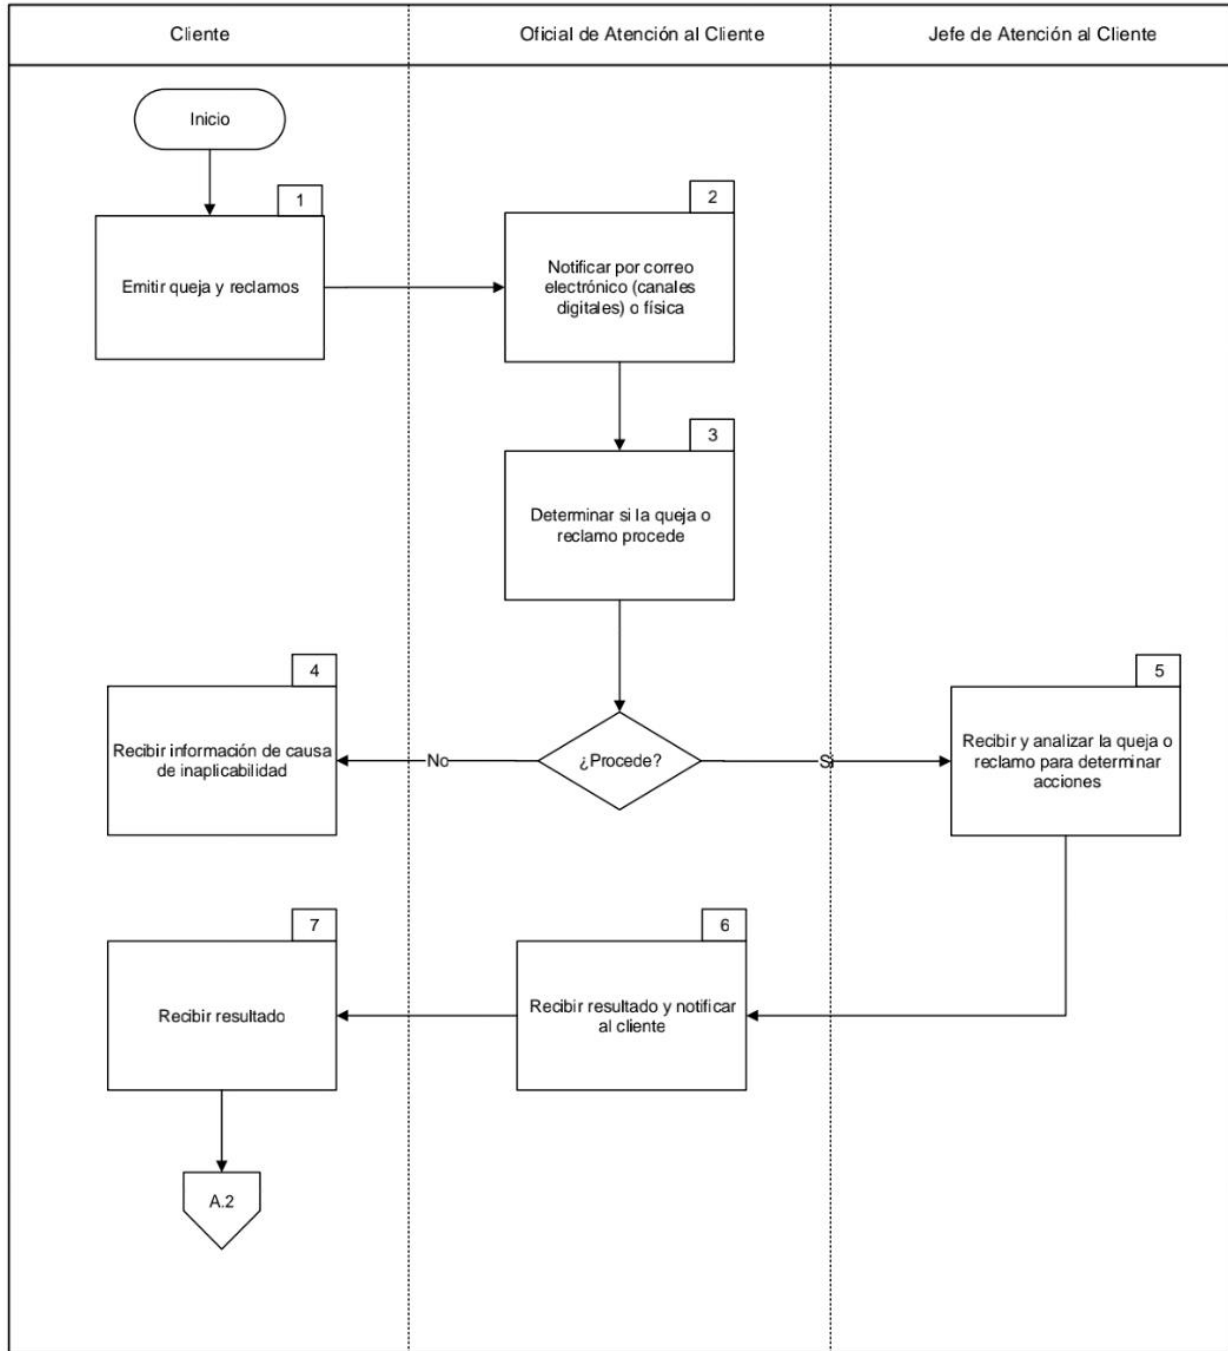 Cliente
Oficial de Atención al Cliente
Jefe de Atención al Cliente
Inicio
1
Emitir queja y reclamos
2
Notificar por correo
electrónico (canales
digitales) o física
3
Determinar si la queja o
reclamo procede
4
Recibir información de causa
de inaplicabilidad
No
¿Procede?
Si
5
Recibir y analizar la queja o
reclamo para determinar
acciones
7
Recibir resultado
6
Recibir resultado y notificar
al cliente
A.2